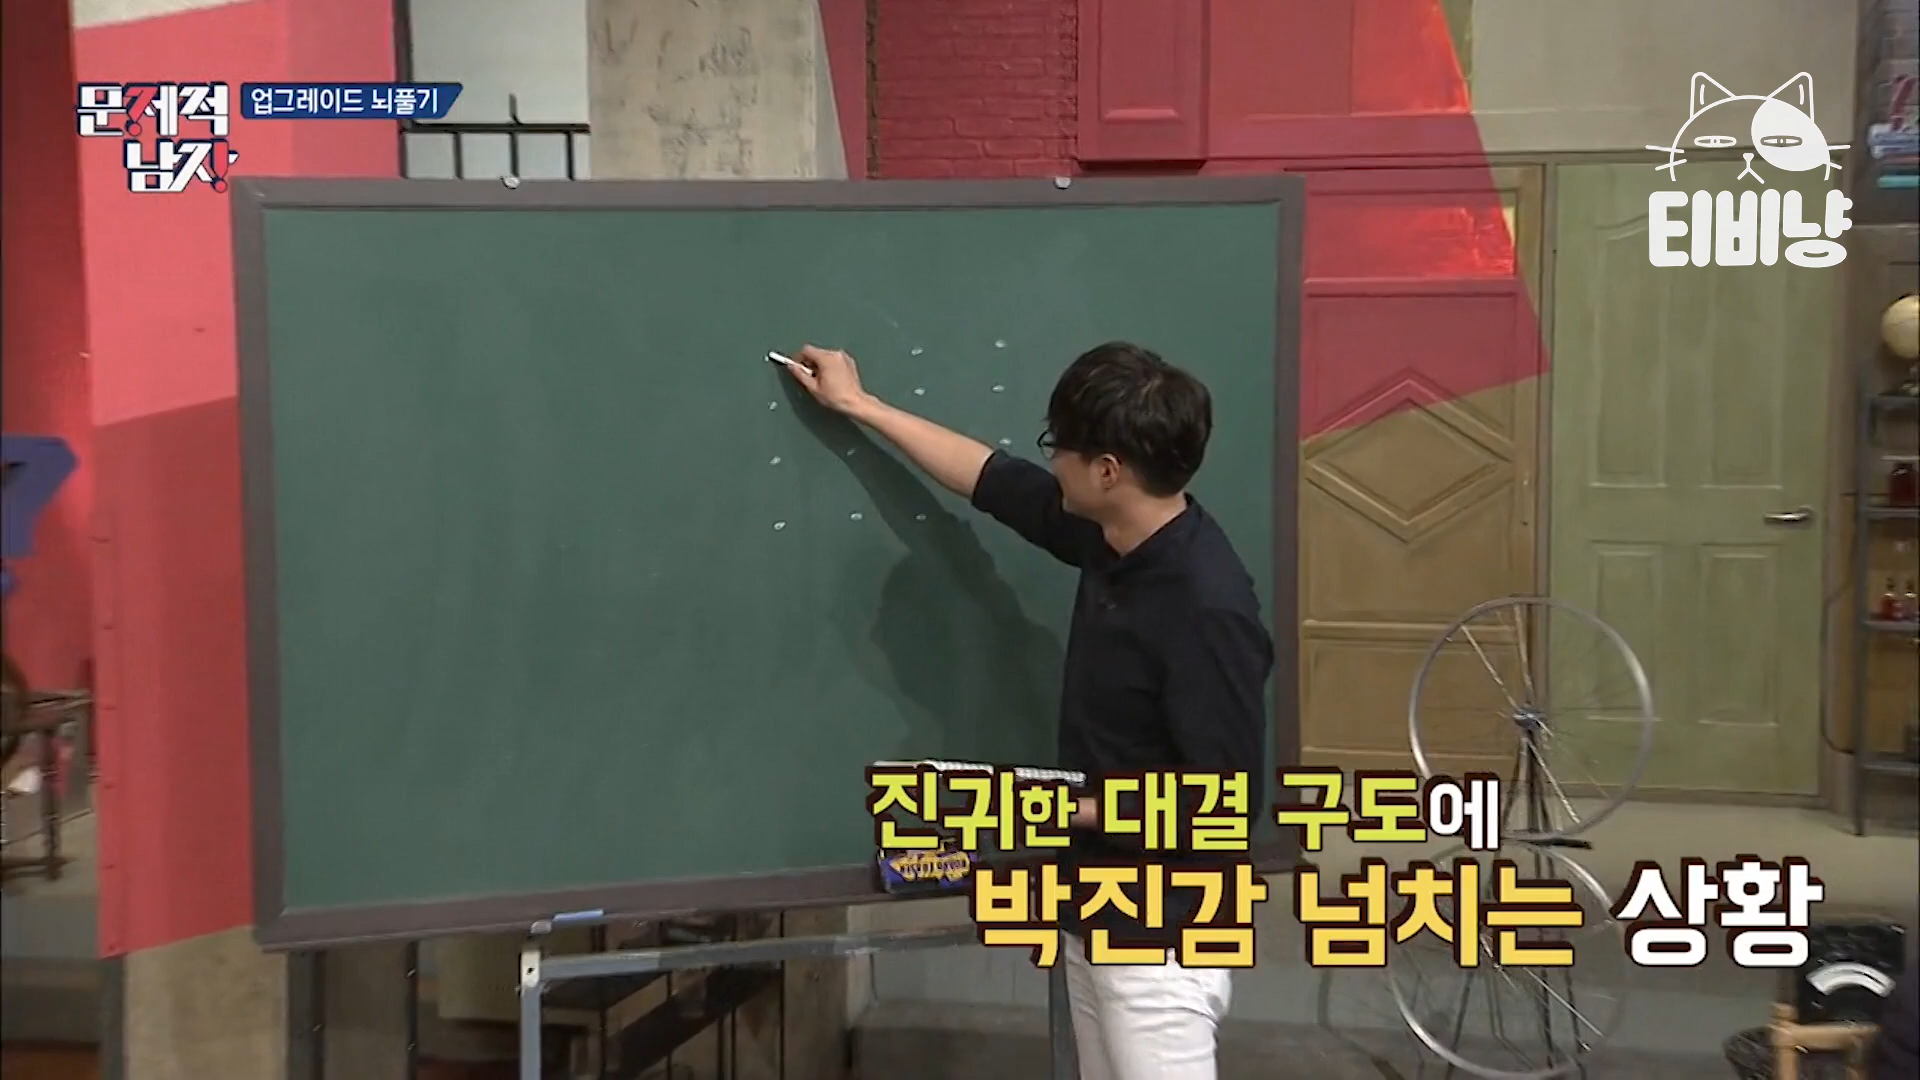 문제적
남자
업그레이드 뇌풀기
티비냥
진귀한 대결 구도에
박진감 넘치는 상황